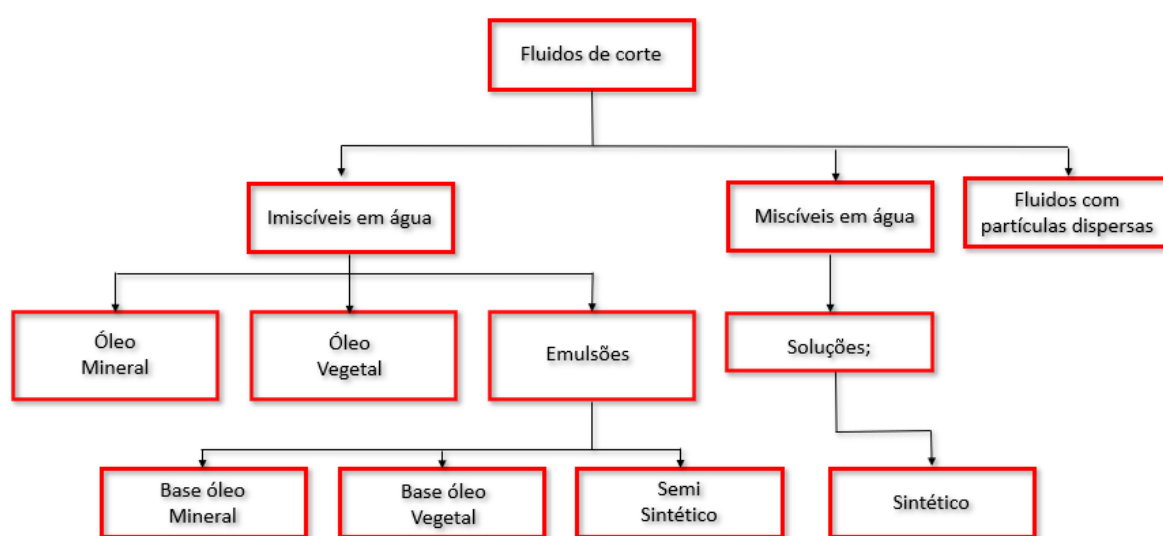 Fluidos de corte
Imiscíveis em água
Miscíveis em água
Fluidos com
partículas dispersas
Óleo
Mineral
Óleo
Vegetal
Emulsões
Soluções;
Base óleo
Mineral
Base óleo
Vegetal
Semi
Sintético
Sintético